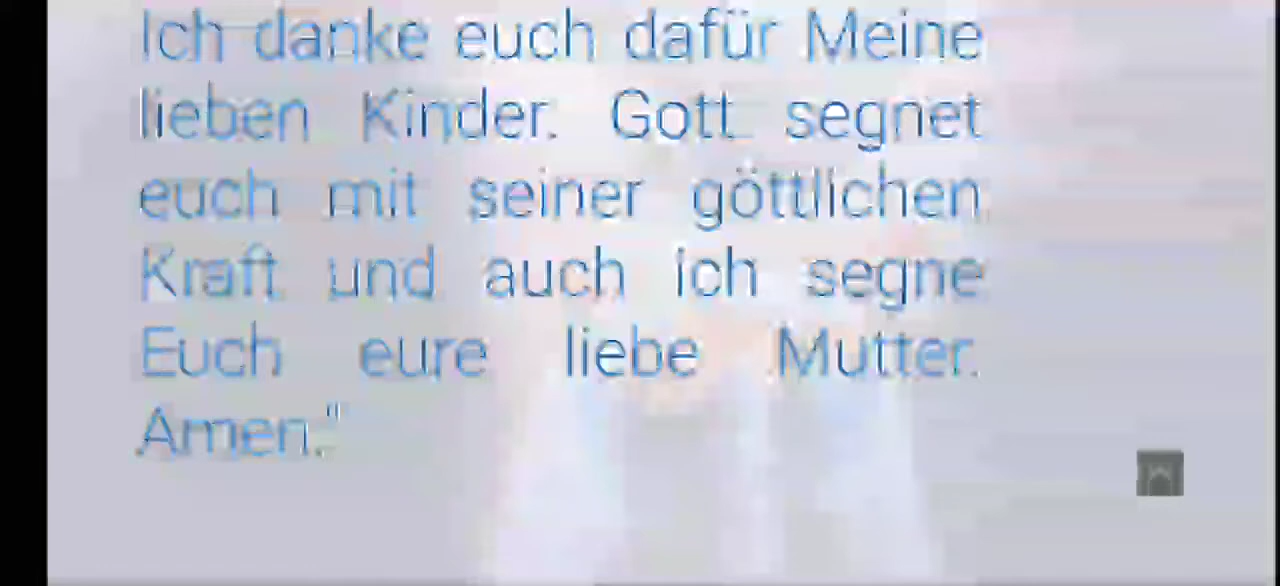 Ich danke euch dafür Meine
lieben Kinder. Gott segnet
euch mit seiner göttlichen
Kraft und auch ich segne
Euch eure liebe Mutter.
Amen."